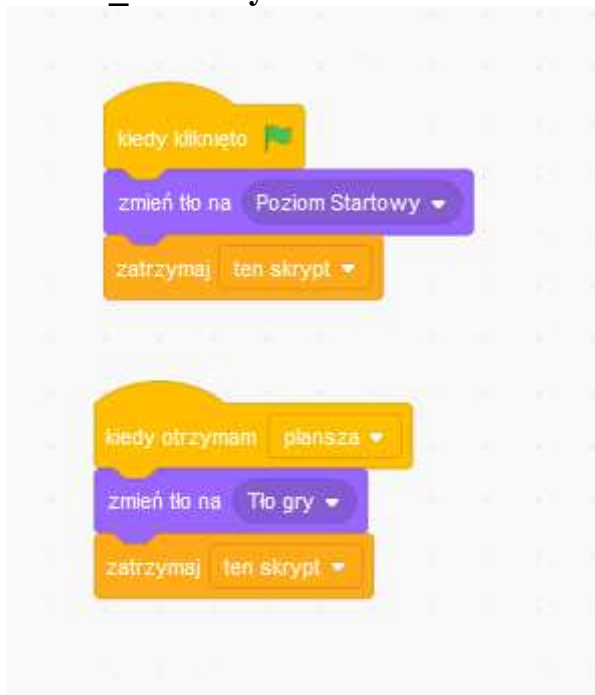 kiedy kliknięto
zmień tło na Poziom Startowy
zatrzymaj ten skrypt
kiedy otrzymam plansza
zmień tło na Tło gry
zatrzymaj ten skrypt